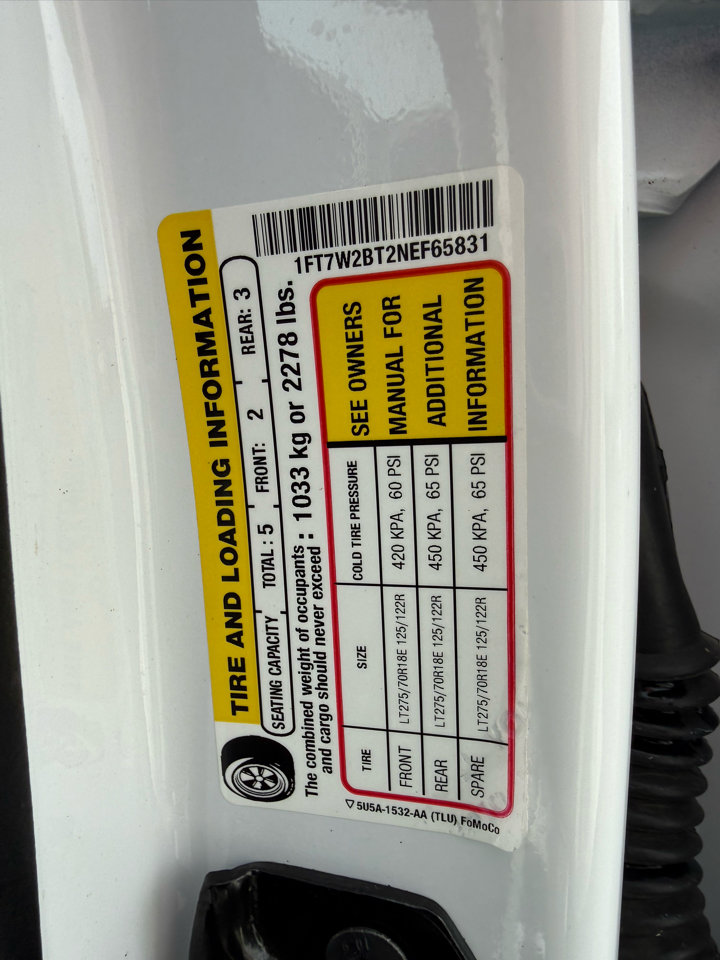 TIRE AND LOADING INFORMATION
SEATING CAPACITY TOTAL: 5 FRONT: 2 REAR: 3
The combined weight of occupants
and cargo should never exceed : 1033 kg or 2278 lbs.
1FT7W2BT2NEF65831
TIRE SIZE COLD TIRE PRESSURE
FRONT LT275/70R18E 125/122R 420 KPA, 60 PSI
REAR LT275/70R18E 125/122R 450 KPA, 65 PSI
SPARE LT275/70R18E 125/122R 450 KPA, 65 PSI
SEE OWNERS
MANUAL FOR
ADDITIONAL
INFORMATION
5U5A-1532-AA (TLU) FoMoCo